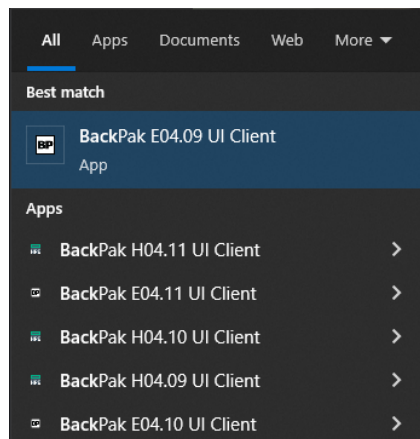 All Apps Documents Web More
Best match
BP
BackPak E04.09 UI Client
App
Apps
BackPak H04.11 UI Client
BackPak E04.11 UI Client
BackPak H04.10 UI Client
BackPak H04.09 UI Client
BackPak E04.10 UI Client